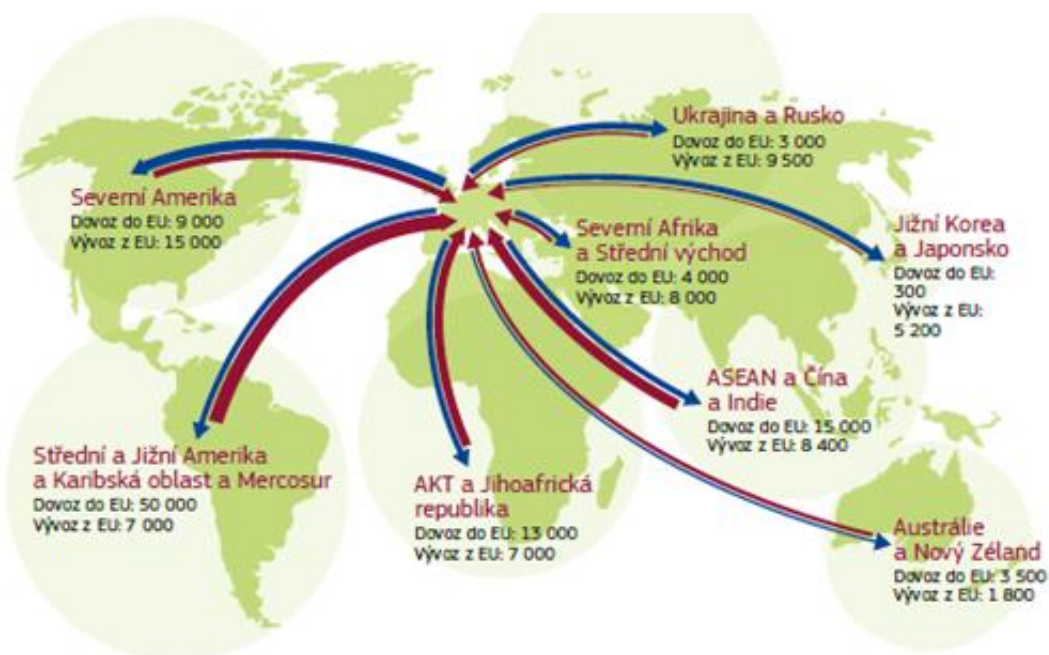 Ukrajina a Rusko
Dovoz do EU: 3 000
Vývoz z EU: 9 500
Severní Amerika
Dovoz do EU: 9 000
Vývoz z EU: 15 000
Severní Afrika
a Střední východ
Dovoz do EU: 4 000
Vývoz z EU: 8 000
Jižní Korea
a Japonsko
Dovoz do EU:
300
Vývoz z EU:
5 200
ASEAN a Čína
a Indie
Dovoz do EU: 15 000
Vývoz z EU: 8 400
Střední a Jižní Amerika
a Karibská oblast a Mercosur
Dovoz do EU: 50 000
Vývoz z EU: 7 000
AKT a Jihoafrická
republika
Dovoz do EU: 13 000
Vývoz z EU: 7 000
Austrálie
a Nový Zéland
Dovoz do EU: 3 500
Vývoz z EU: 1 800